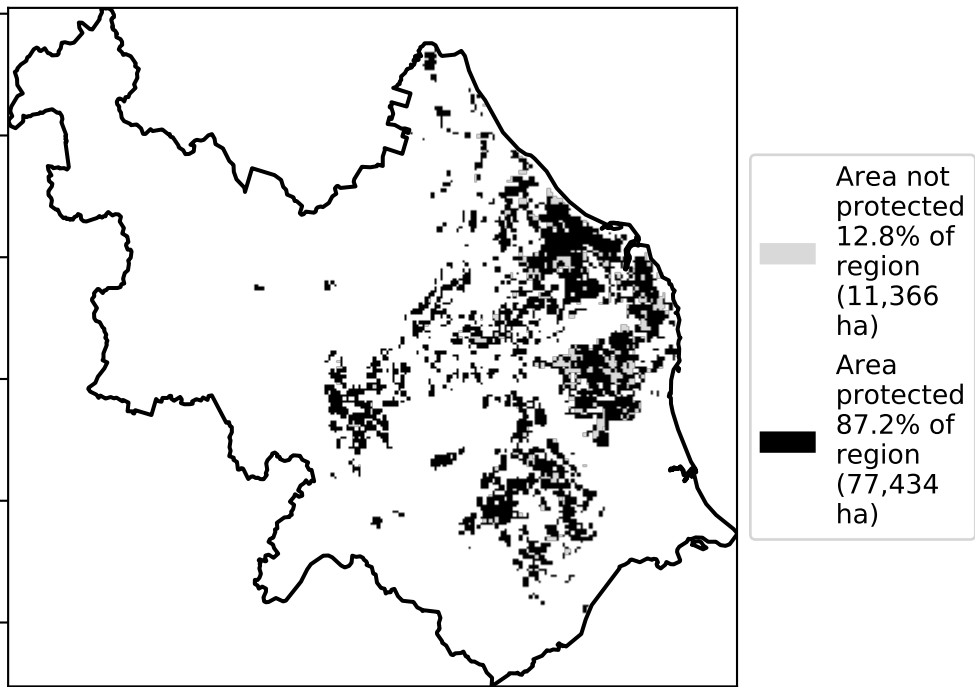 Area not
protected
12.8% of
region
(11,366
ha)
Area
protected
87.2% of
region
(77,434
ha)